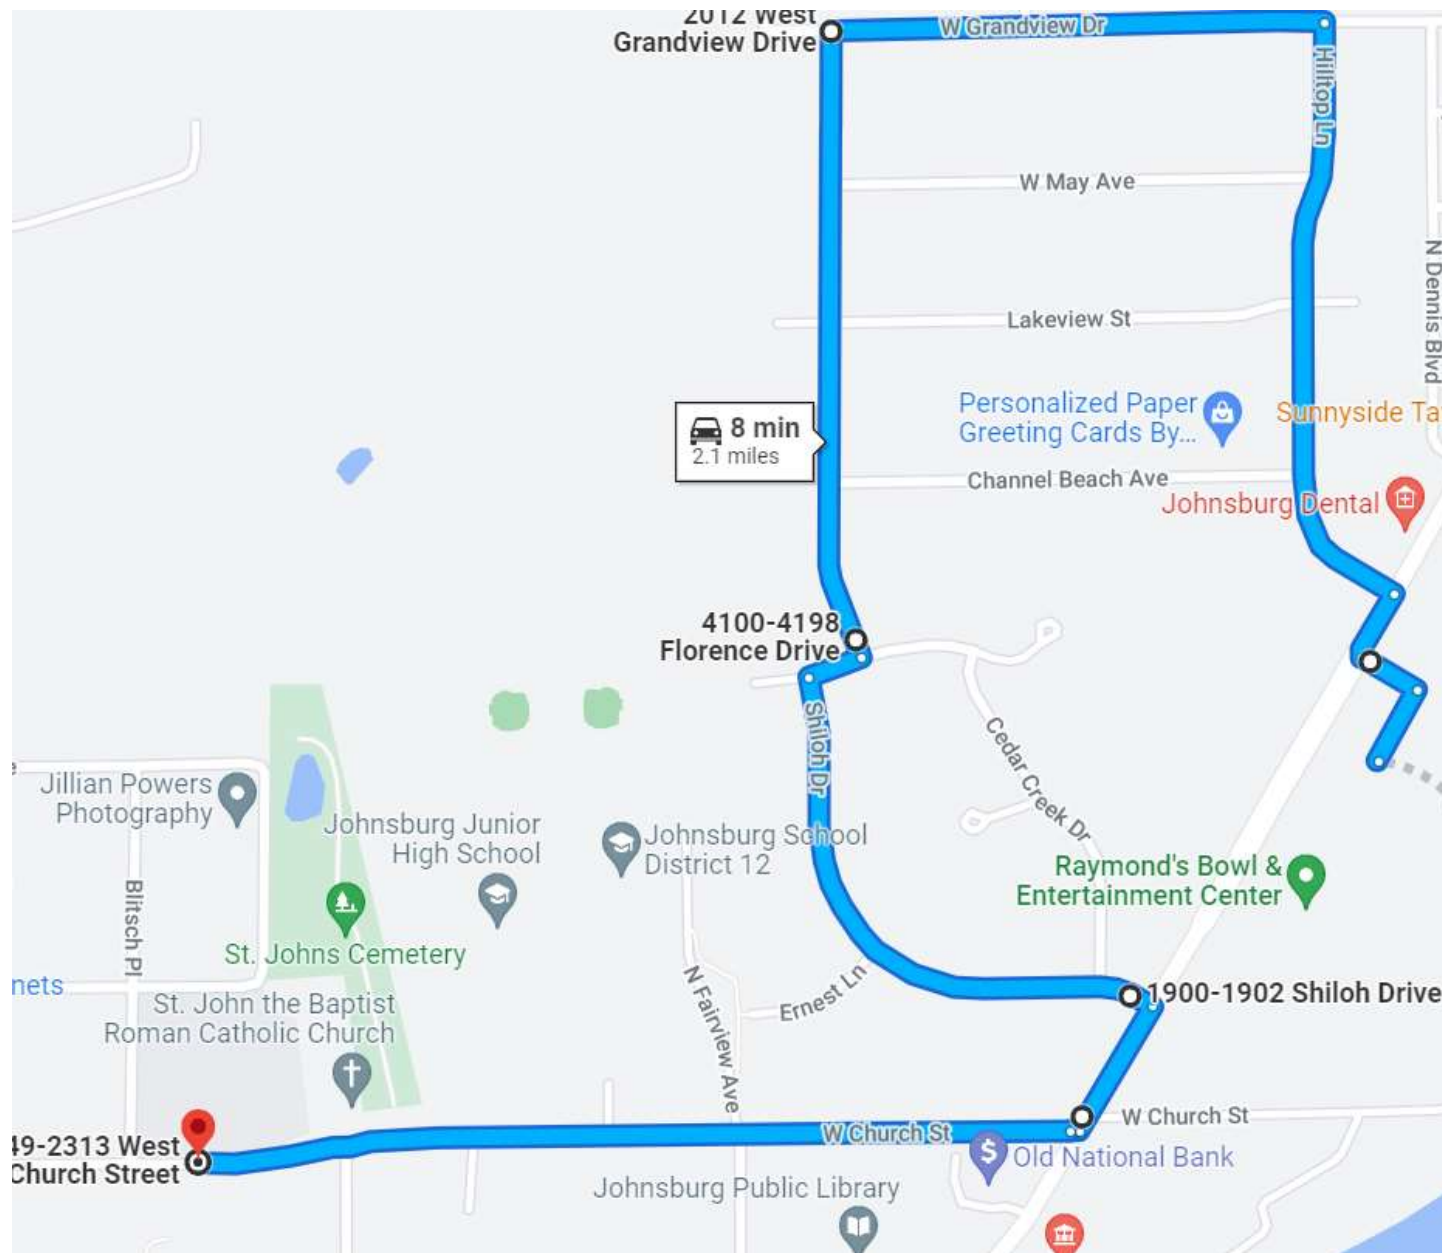 2012 West
Grandview Drive
W Grandview Dr
Hilltop Ln
W May Ave
N Dennis Blvd
Lakeview St
Personalized Paper
Greeting Cards By...
Sunnyside Ta
8 min
2.1 miles
Channel Beach Ave
Johnsburg Dental
4100-4198
Florence Drive
Shiloh Dr
Cedar Creek Dr
Jillian Powers
Photography
Johnsburg Junior
High School
Johnsburg School
District 12
Raymond's Bowl &
Entertainment Center
Blitsch Pl
St. Johns Cemetery
nets
St. John the Baptist
Roman Catholic Church
N Fairview Ave
Ernest Ln
1900-1902 Shiloh Drive
W Church St
W Church St
49-2313 West
Church Street
Old National Bank
Johnsburg Public Library